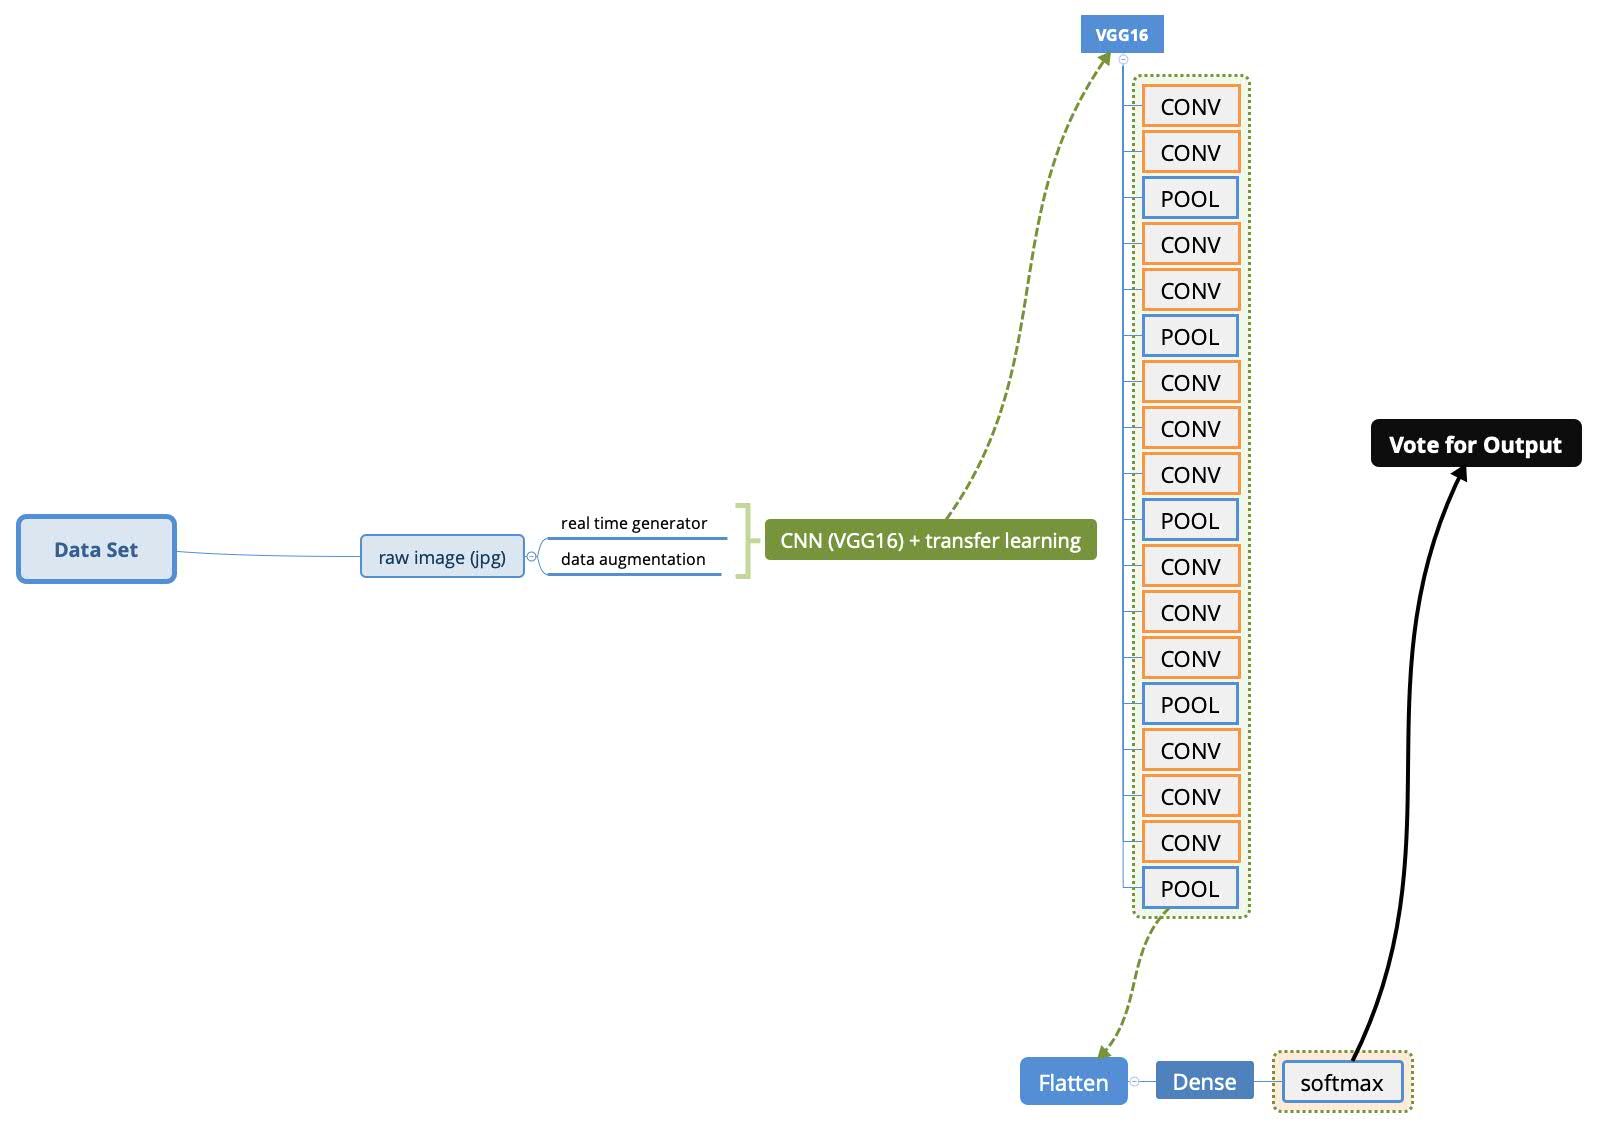 Data Set
raw image (jpg)
real time generator
data augmentation
CNN (VGG16) + transfer learning
VGG16
CONV
CONV
POOL
CONV
CONV
POOL
CONV
CONV
CONV
POOL
CONV
CONV
CONV
POOL
CONV
CONV
CONV
POOL
Flatten
Dense
softmax
Vote for Output